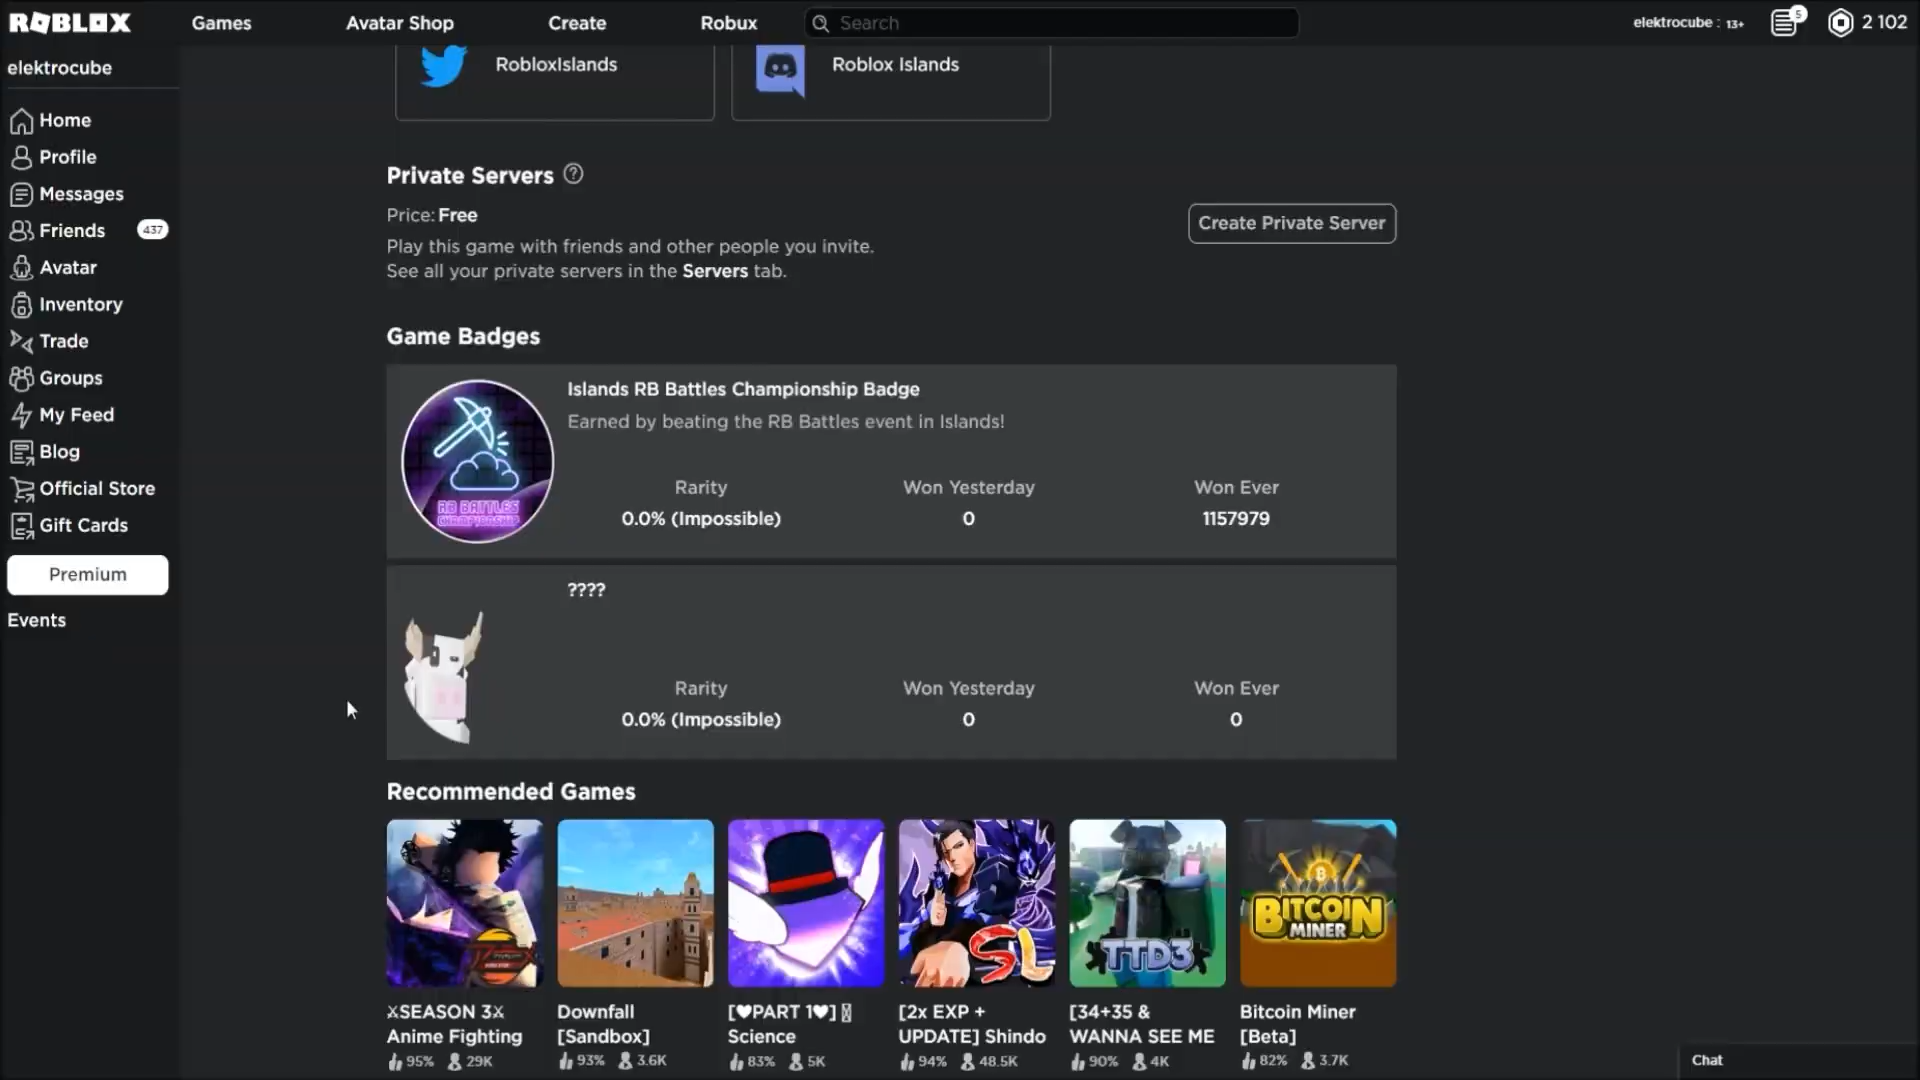 ROBLOX
Games
Avatar Shop
Create
Robux
Search
elektrocube : 13+
5
2 102
elektrocube
Home
Profile
Messages
Friends 437
Avatar
Inventory
Trade
Groups
My Feed
Blog
Official Store
Gift Cards
Premium
Events
RobloxIslands
Roblox Islands
Private Servers ?
Price: Free
Play this game with friends and other people you invite.
See all your private servers in the Servers tab.
Create Private Server
Game Badges
RB BATTLES
CHAMPIONSHIP
Islands RB Battles Championship Badge
Earned by beating the RB Battles event in Islands!
Rarity Won Yesterday Won Ever
0.0% (Impossible) 0 1157979
????
Rarity Won Yesterday Won Ever
0.0% (Impossible) 0 0
Recommended Games
SL
TTD3
BITCOIN
MINER
⚔SEASON 3⚔
Anime Fighting
95% 29K
Downfall
[Sandbox]
93% 3.6K
[♥PART 1♥]
Science
83% 5K
[2x EXP +
UPDATE] Shindo
94% 48.5K
[34+35 &
WANNA SEE ME
90% 4K
Bitcoin Miner
[Beta]
82% 3.7K
Chat